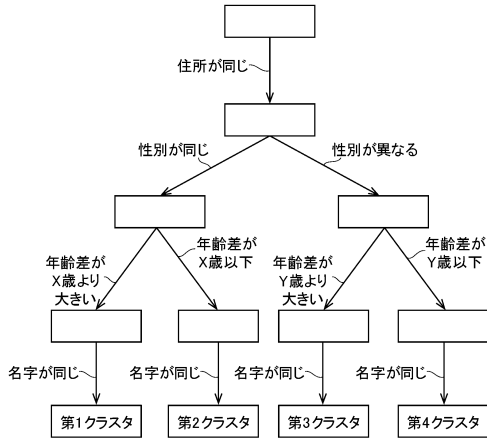 住所が同じ
性別が同じ
性別が異なる
年齢差が
X歳より
大きい
年齢差が
X歳以下
年齢差が
Y歳より
大きい
年齢差が
Y歳以下
名字が同じ
名字が同じ
名字が同じ
名字が同じ
第1クラスタ
第2クラスタ
第3クラスタ
第4クラスタ